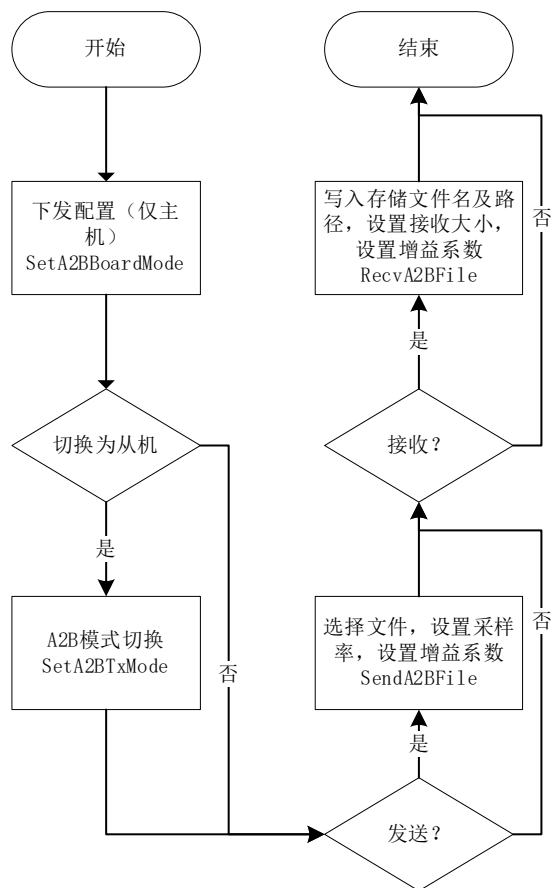 开始
下发配置（仅主
机）
SetA2BBoardMode
切换为从机
是
A2B模式切换
SetA2BTxMode
否
发送？
是
否
选择文件，设置采样
率，设置增益系数
SendA2BFile
接收？
是
否
写入存储文件名及路
径，设置接收大小，
设置增益系数
RecvA2BFile
结束